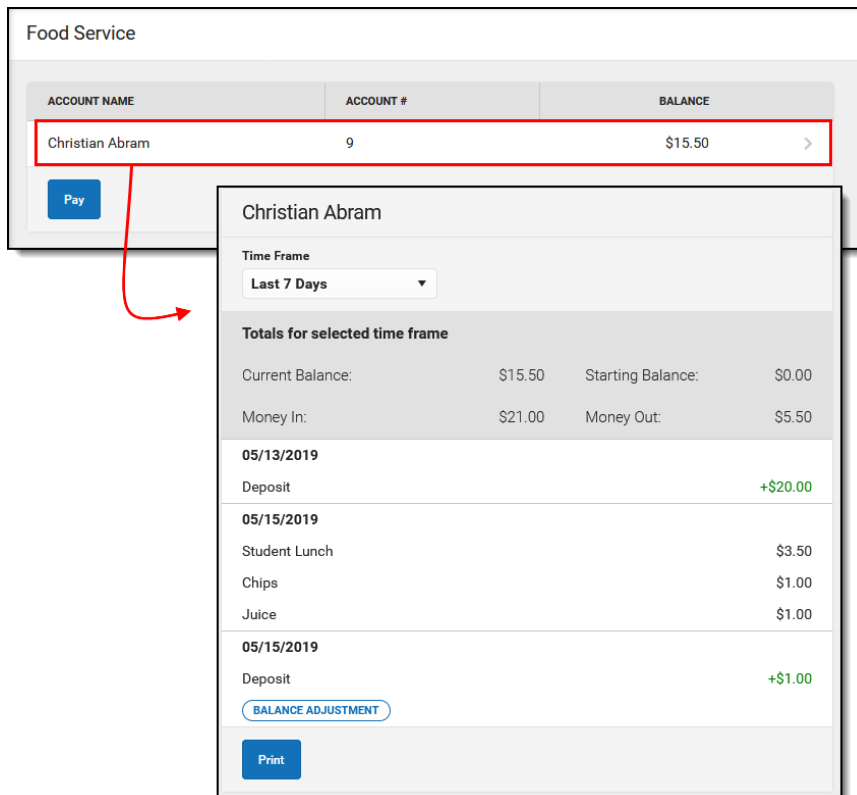 Food Service
ACCOUNT NAME ACCOUNT # BALANCE
Christian Abram 9 $15.50
Pay
Christian Abram
Time Frame
Last 7 Days
Totals for selected time frame
Current Balance: $15.50 Starting Balance: $0.00
Money In: $21.00 Money Out: $5.50
05/13/2019
Deposit +$20.00
05/15/2019
Student Lunch $3.50
Chips $1.00
Juice $1.00
05/15/2019
Deposit +$1.00
BALANCE ADJUSTMENT
Print